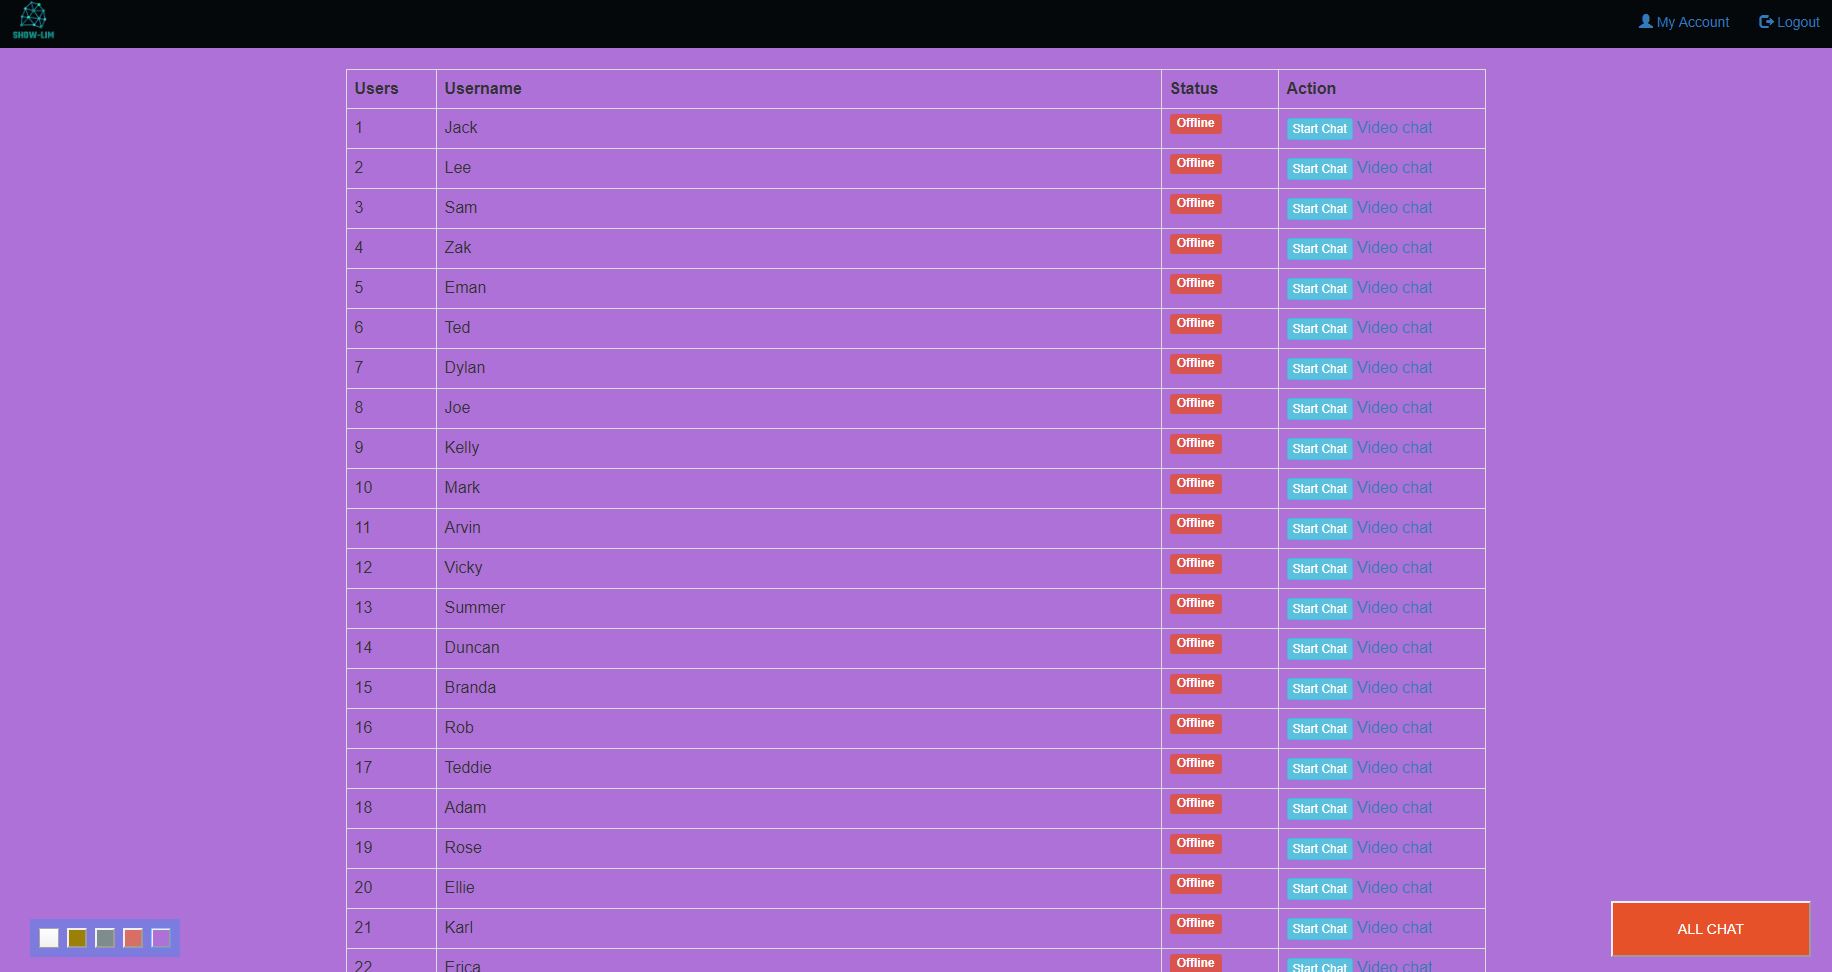 SHOW-LIM
My Account Logout
Users Username Status Action
1 Jack Offline Start Chat Video chat
2 Lee Offline Start Chat Video chat
3 Sam Offline Start Chat Video chat
4 Zak Offline Start Chat Video chat
5 Eman Offline Start Chat Video chat
6 Ted Offline Start Chat Video chat
7 Dylan Offline Start Chat Video chat
8 Joe Offline Start Chat Video chat
9 Kelly Offline Start Chat Video chat
10 Mark Offline Start Chat Video chat
11 Arvin Offline Start Chat Video chat
12 Vicky Offline Start Chat Video chat
13 Summer Offline Start Chat Video chat
14 Duncan Offline Start Chat Video chat
15 Branda Offline Start Chat Video chat
16 Rob Offline Start Chat Video chat
17 Teddie Offline Start Chat Video chat
18 Adam Offline Start Chat Video chat
19 Rose Offline Start Chat Video chat
20 Ellie Offline Start Chat Video chat
21 Karl Offline Start Chat Video chat
22 Erica Offline Start Chat Video chat
ALL CHAT